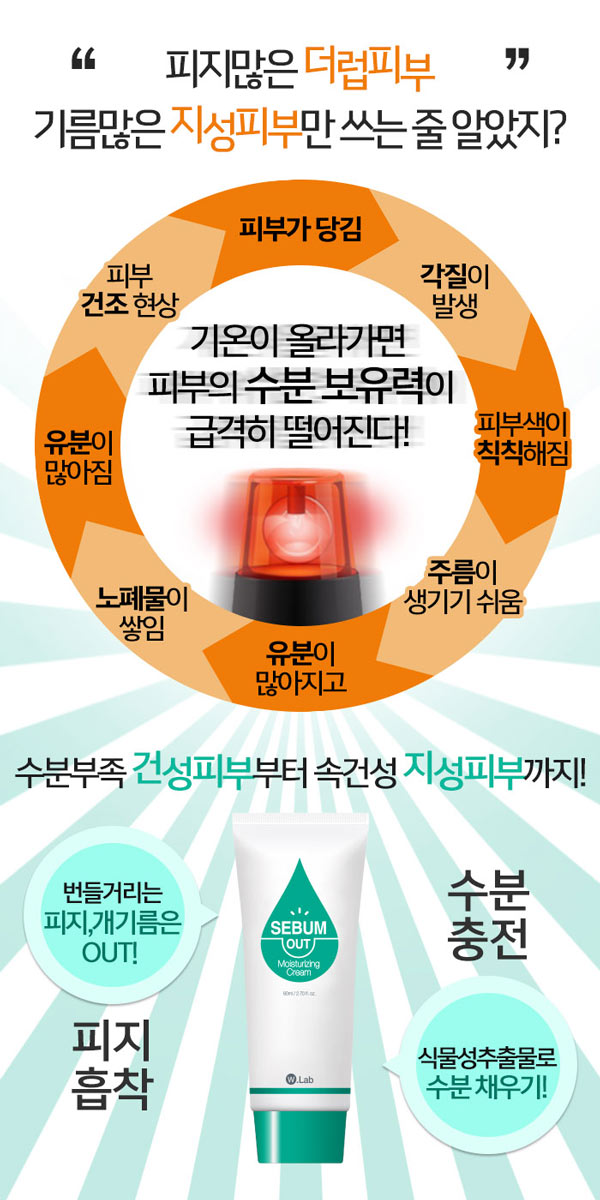 “ 피지많은 더럽피부 ”
기름많은 지성피부만 쓰는 줄 알았지?
피부가 당김
각질이
발생
피부색이
칙칙해짐
주름이
생기기 쉬움
유분이
많아지고
노폐물이
쌓임
유분이
많아짐
피부
건조 현상
기온이 올라가면
피부의 수분 보유력이
급격히 떨어진다!
수분부족 건성피부부터 속건성 지성피부까지!
번들거리는
피지,개기름은
OUT!
피지
흡착
SEBUM
OUT
Moisturizing
Cream
80ml / 2.70fl.oz.
W.Lab
수분
충전
식물성추출물로
수분 채우기!